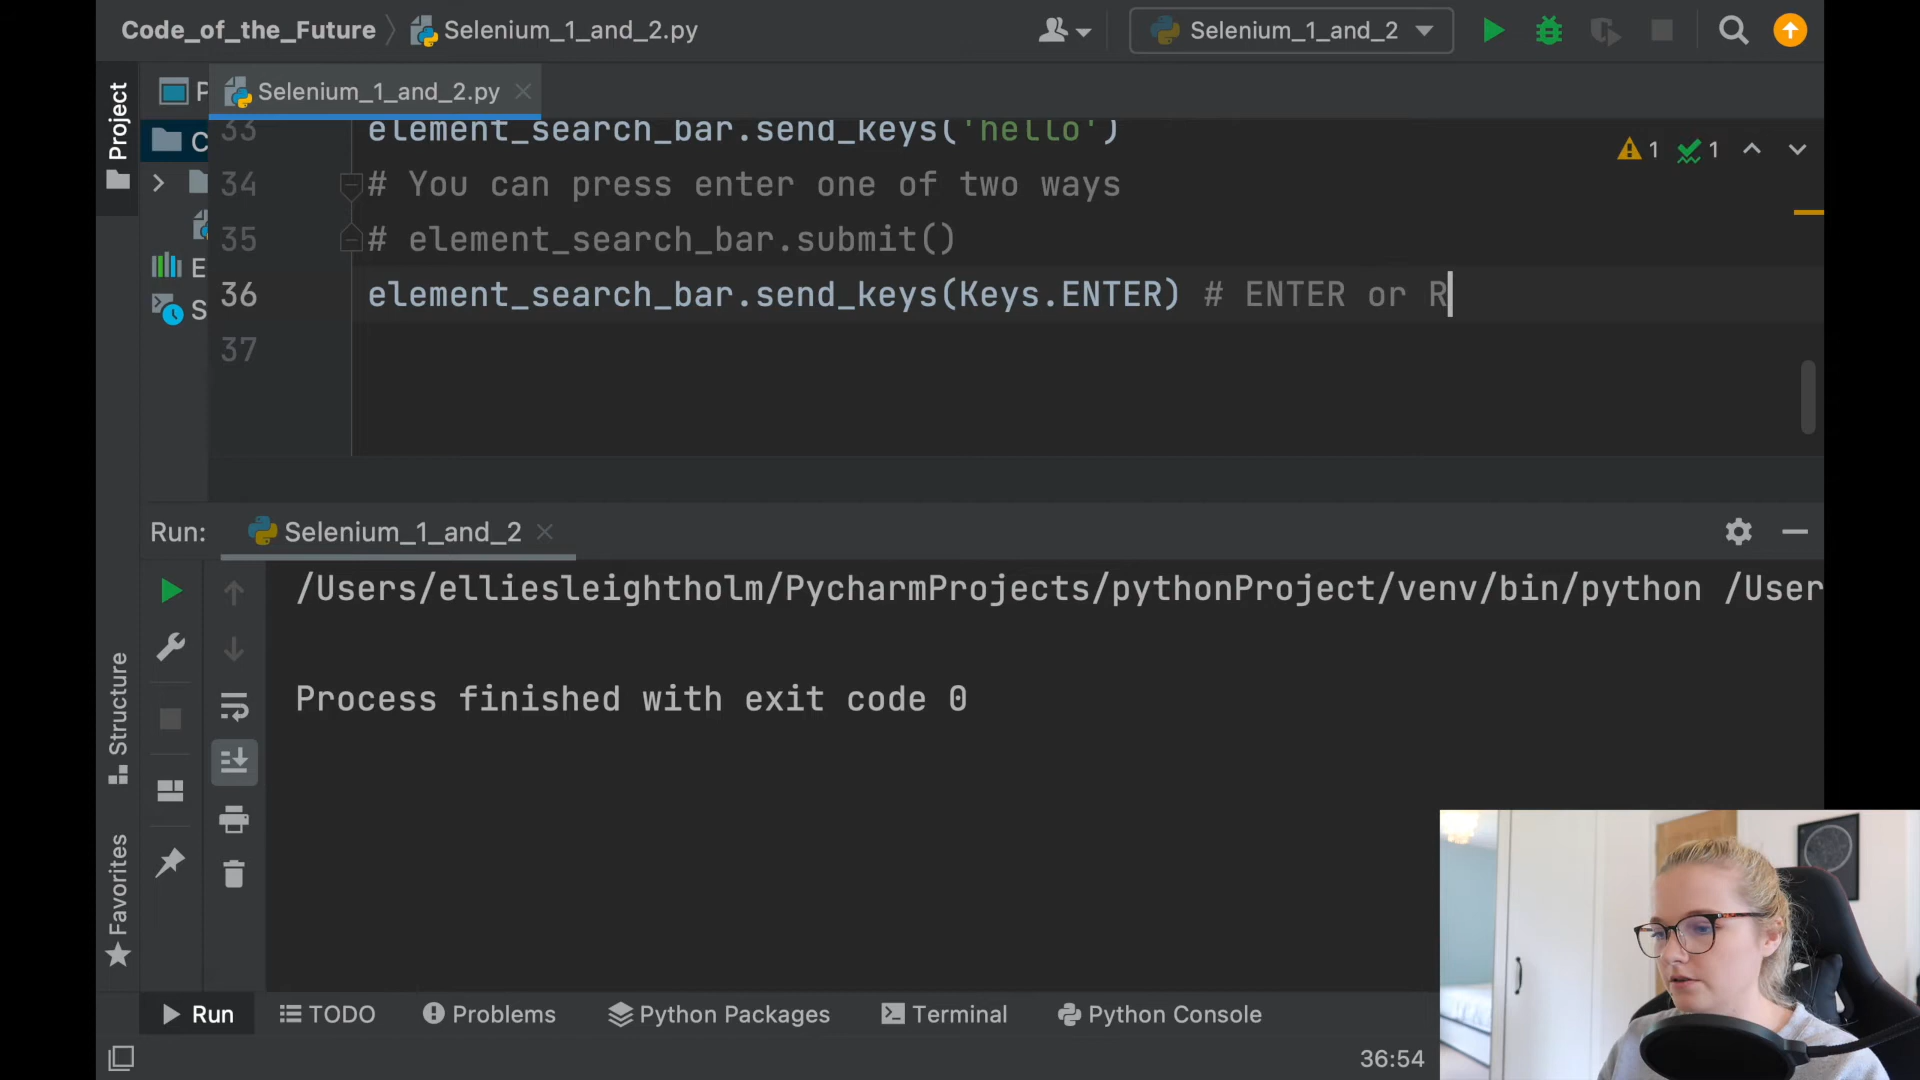 Code_of_the_Future Selenium_1_and_2.py Selenium_1_and_2
Project P Selenium_1_and_2.py
C
E
S
33 element_search_bar.send_keys('hello')
34 # You can press enter one of two ways
35 # element_search_bar.submit()
36 element_search_bar.send_keys(Keys.ENTER) # ENTER or R
37
1 1
Run: Selenium_1_and_2
/Users/elliesleightholm/PycharmProjects/pythonProject/venv/bin/python /User
Process finished with exit code 0
Structure
Favorites
Run TODO Problems Python Packages Terminal Python Console
36:54